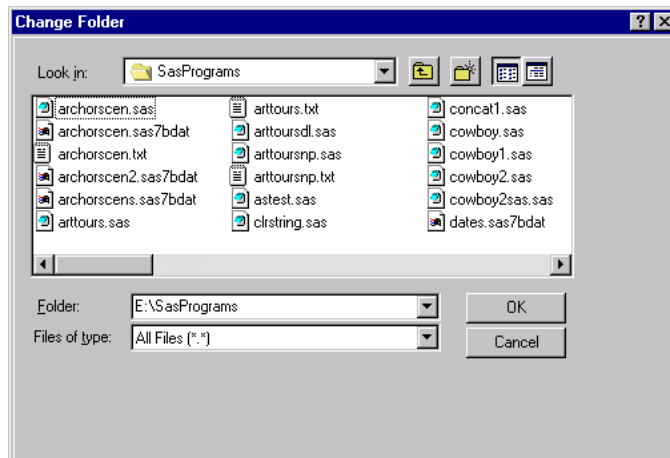 Change Folder
Look in: SasPrograms
archorscen.sas arttours.txt concat1.sas
archorscen.sas7bdat arttoursdl.sas cowboy.sas
archorscen.txt arttoursnp.sas cowboy1.sas
archorscen2.sas7bdat arttoursnp.txt cowboy2.sas
archorscens.sas7bdat astest.sas cowboy2sas.sas
arttours.sas clrstring.sas dates.sas7bdat
Folder: E:\SasPrograms OK
Files of type: All Files (*.*) Cancel